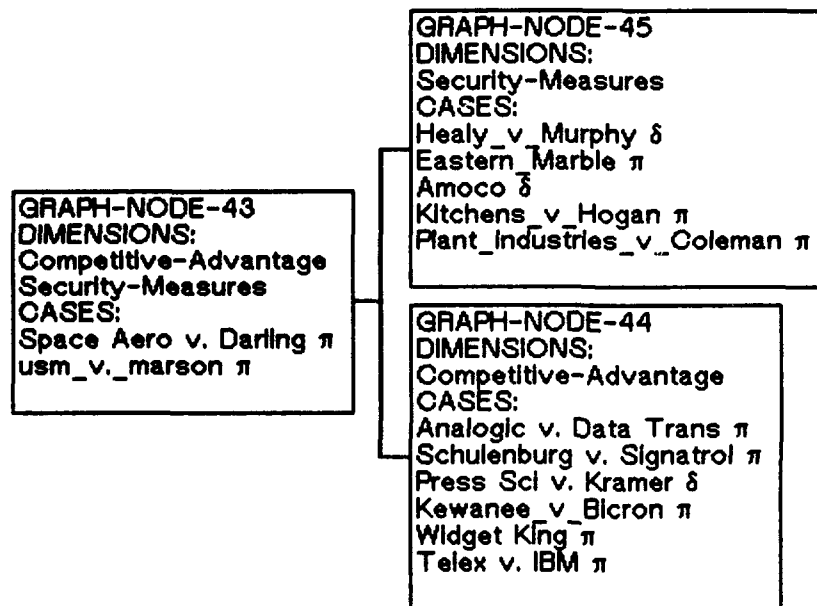 GRAPH-NODE-45
DIMENSIONS:
Security-Measures
CASES:
Healy_v_Murphy δ
Eastern_Marble π
Amoco δ
Kitchens_v_Hogan π
Plant_Industries_v_Coleman π
GRAPH-NODE-43
DIMENSIONS:
Competitive-Advantage
Security-Measures
CASES:
Space Aero v. Darling π
usm_v._marson π
GRAPH-NODE-44
DIMENSIONS:
Competitive-Advantage
CASES:
Analogic v. Data Trans π
Schulenburg v. Signatrol π
Press Sci v. Kramer δ
Kewanee_v_Bicron π
Widget King π
Telex v. IBM π